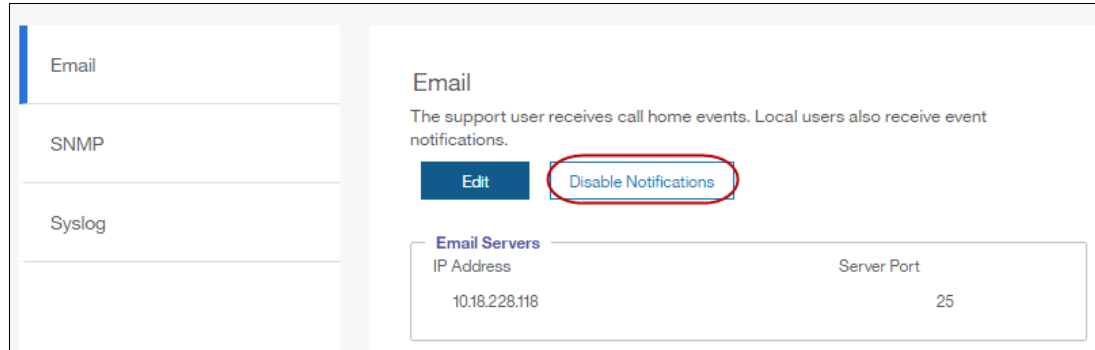 Email
SNMP
Syslog
Email
The support user receives call home events. Local users also receive event
notifications.
Edit Disable Notifications
Email Servers
IP Address Server Port
10.18.228.118 25